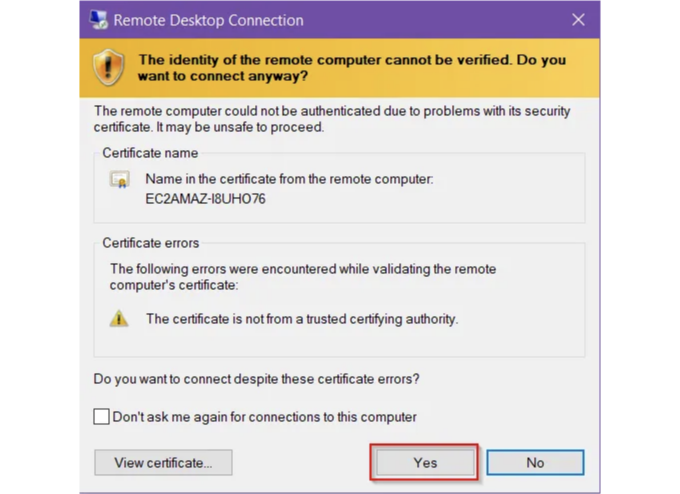 Remote Desktop Connection
The identity of the remote computer cannot be verified. Do you
want to connect anyway?
The remote computer could not be authenticated due to problems with its security
certificate. It may be unsafe to proceed.
Certificate name
Name in the certificate from the remote computer:
EC2AMAZ-I8UHO76
Certificate errors
The following errors were encountered while validating the remote
computer's certificate:
The certificate is not from a trusted certifying authority.
Do you want to connect despite these certificate errors?
Don't ask me again for connections to this computer
View certificate... Yes No